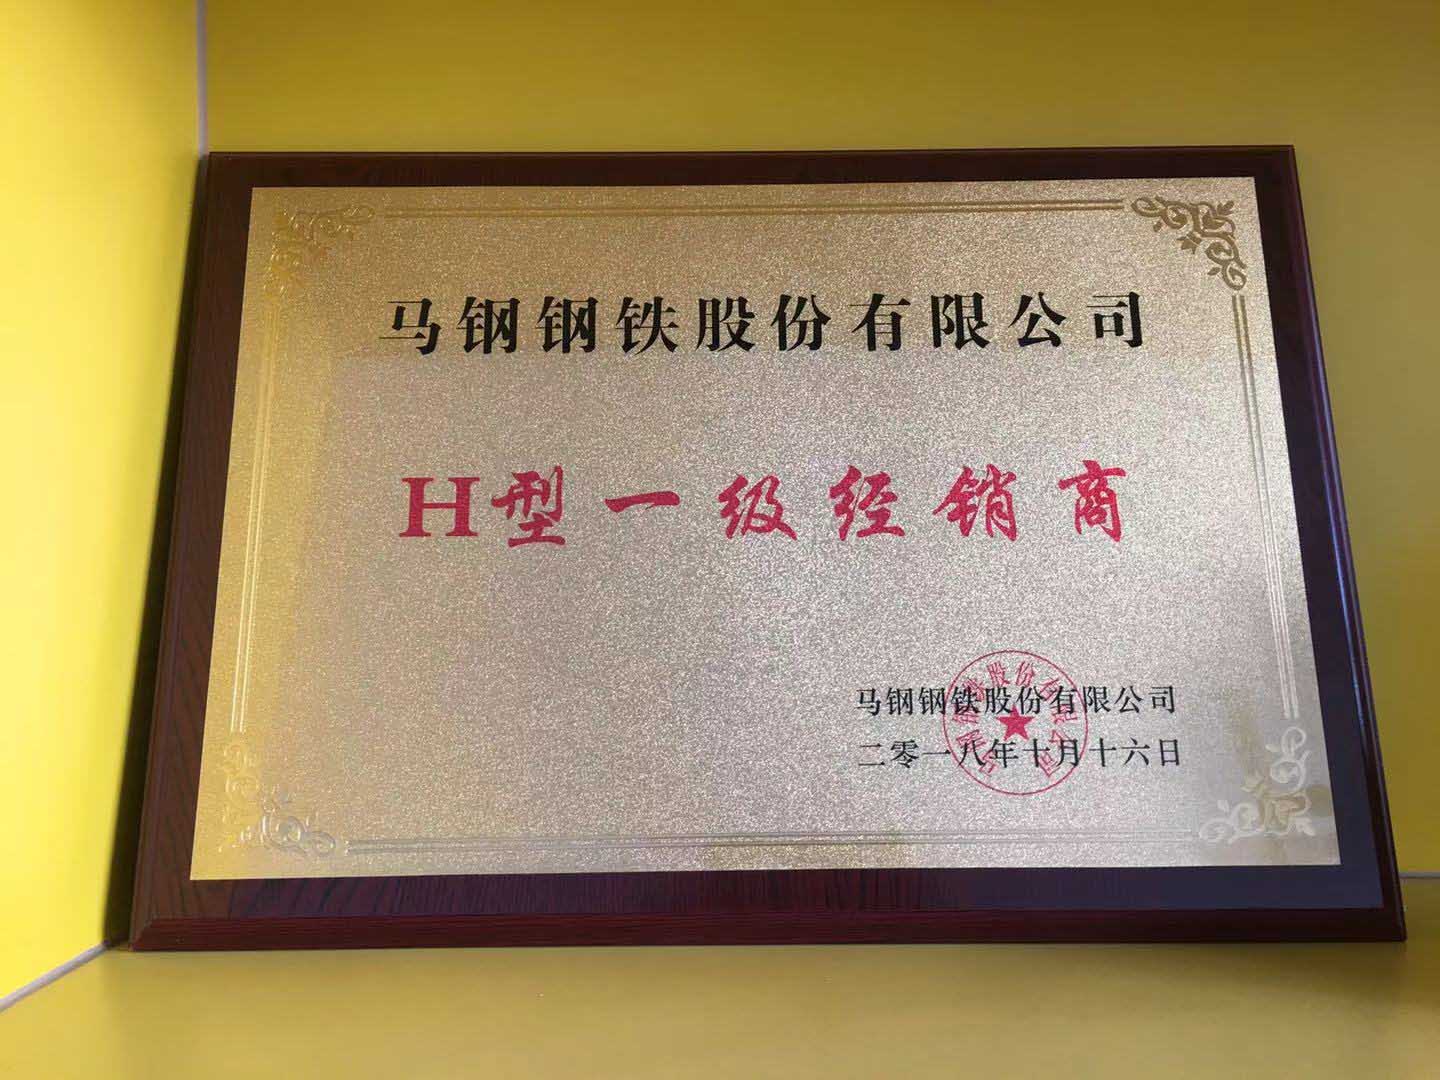 马钢钢铁股份有限公司
H型一级经销商
马钢钢铁股份有限公司
二零一八年十月十六日